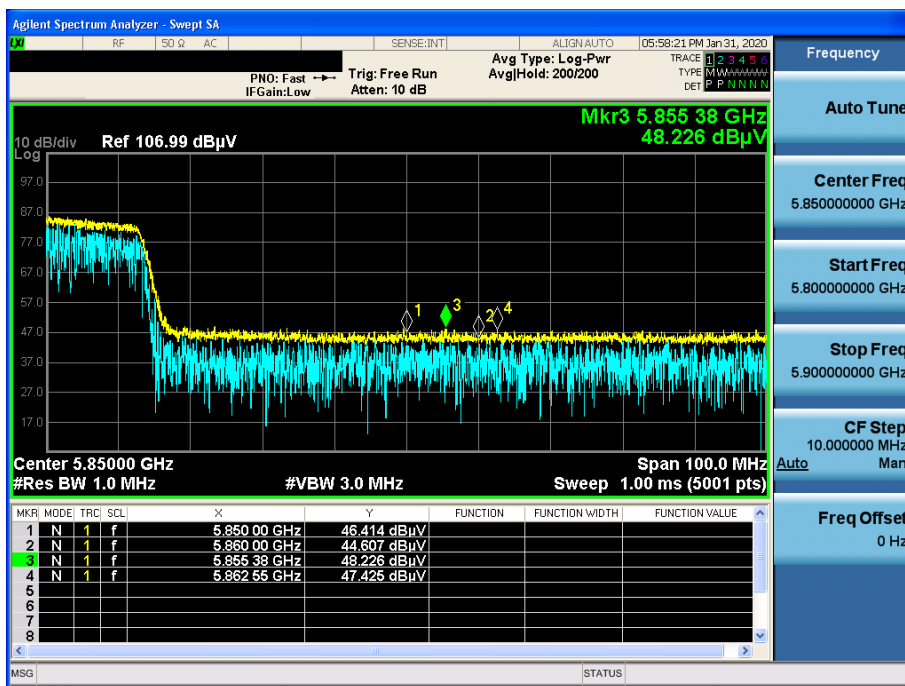 Agilent Spectrum Analyzer - Swept SA
LXI RF 50 Ω AC SENSE:INT ALIGN AUTO 05:58:21 PM Jan 31, 2020
PNO: Fast
IFGain:Low
Trig: Free Run
Atten: 10 dB
Avg Type: Log-Pwr
Avg|Hold: 200/200
TRACE 1 2 3 4 5 6
TYPE M W
DET P P N N N N
Mkr3 5.855 38 GHz
48.226 dBµV
10 dB/div Ref 106.99 dBµV
Log
97.0
87.0
77.0
67.0
57.0
47.0
37.0
27.0
17.0
1
3
2
4
Center 5.85000 GHz Span 100.0 MHz
#Res BW 1.0 MHz #VBW 3.0 MHz Sweep 1.00 ms (5001 pts)
MKR MODE TRC SCL X Y FUNCTION FUNCTION WIDTH FUNCTION VALUE
1 N 1 f 5.850 00 GHz 46.414 dBµV
2 N 1 f 5.860 00 GHz 44.607 dBµV
3 N 1 f 5.855 38 GHz 48.226 dBµV
4 N 1 f 5.862 55 GHz 47.425 dBµV
5
6
7
8
MSG STATUS
Frequency
Auto Tune
Center Freq
5.850000000 GHz
Start Freq
5.800000000 GHz
Stop Freq
5.900000000 GHz
CF Step
10.000000 MHz
Auto Man
Freq Offset
0 Hz